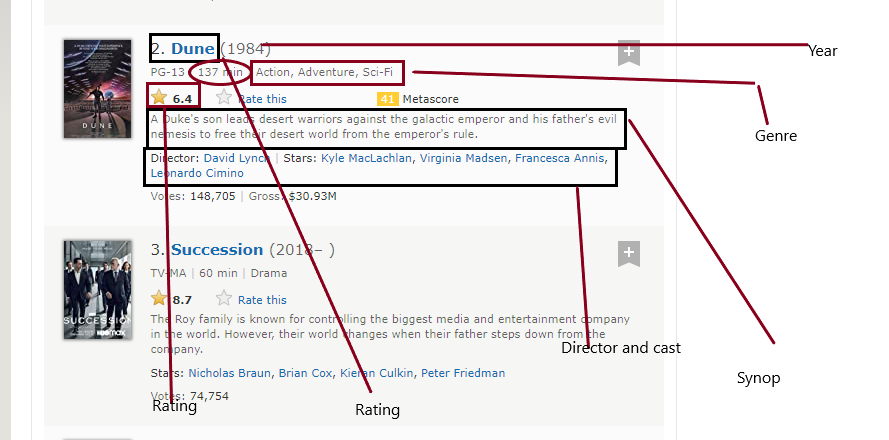 2. Dune (1984)
Year
PG-13 | 137 min | Action, Adventure, Sci-Fi
6.4 Rate this 41 Metascore
Genre
A Duke's son leads desert warriors against the galactic emperor and his father's evil
nemesis to free their desert world from the emperor's rule.
DUNE
Director: David Lynch | Stars: Kyle MacLachlan, Virginia Madsen, Francesca Annis,
Leonardo Cimino
Votes: 148,705 | Gross: $30.93M
3. Succession (2018– )
TV-MA | 60 min | Drama
8.7 Rate this
The Roy family is known for controlling the biggest media and entertainment company
in the world. However, their world changes when their father steps down from the
company.
SUCCESSION
HBOmax
Director and cast
Stars: Nicholas Braun, Brian Cox, Kieran Culkin, Peter Friedman
Synop
Votes: 74,754
Rating
Rating